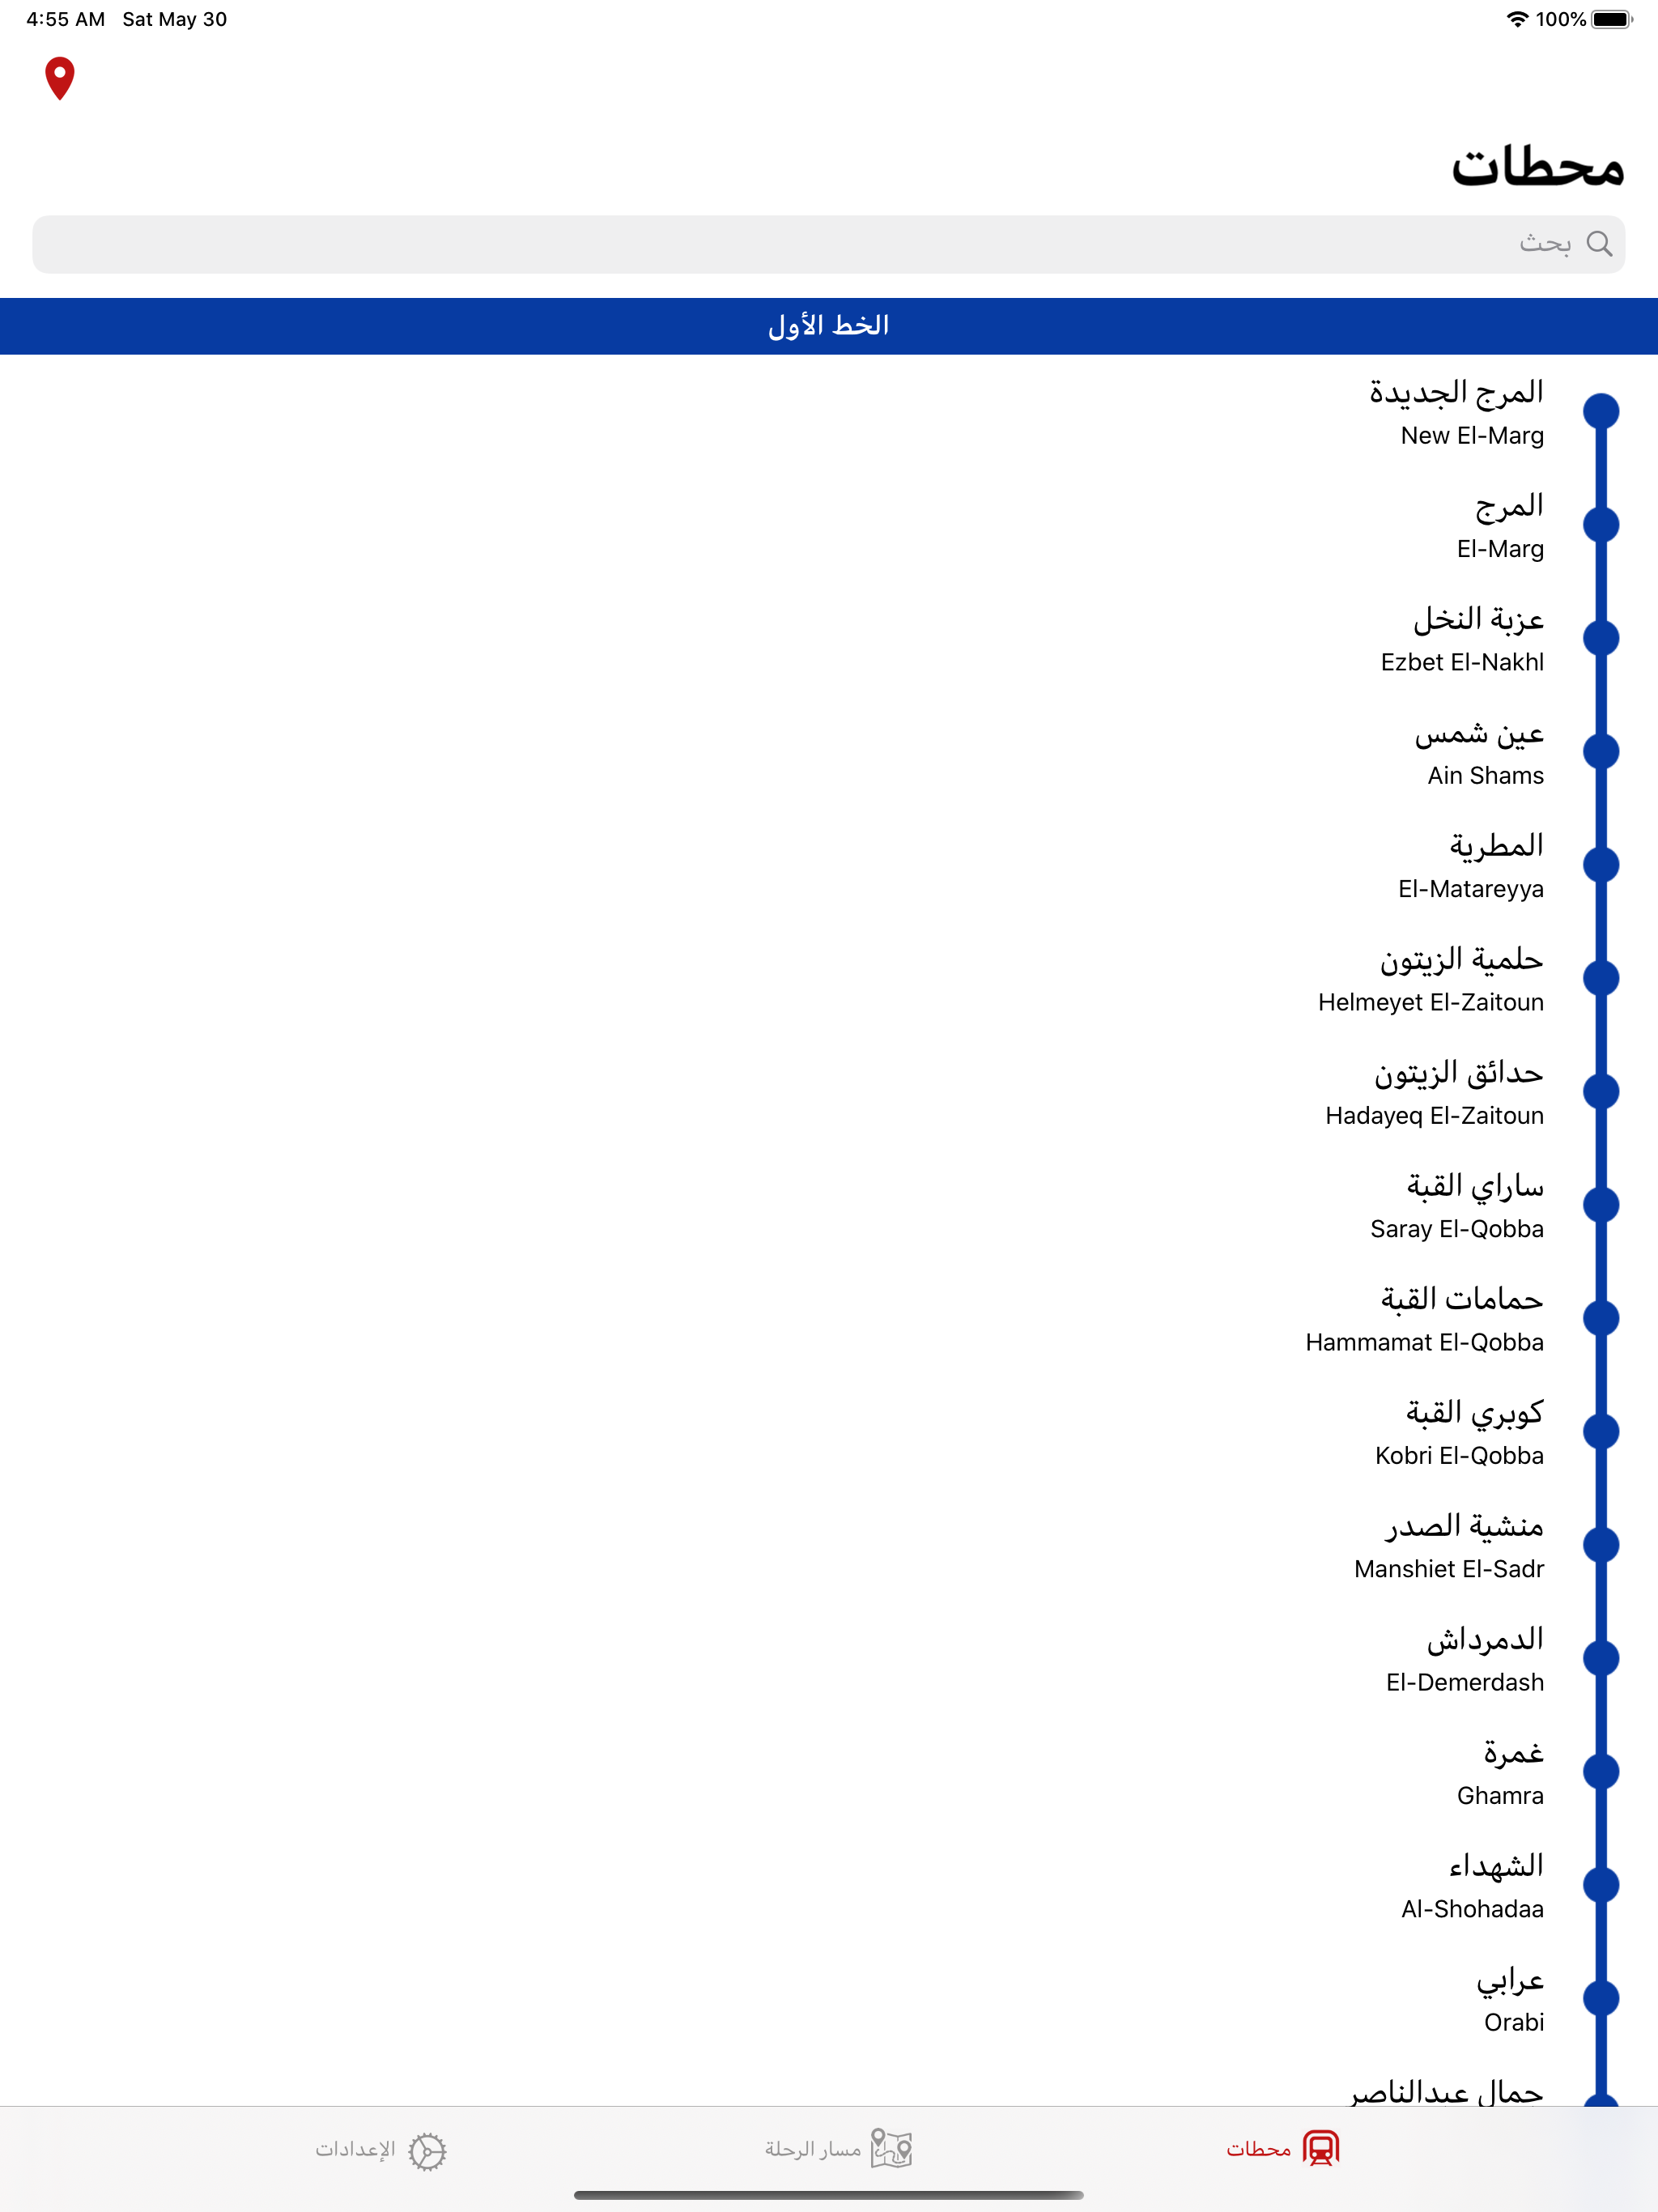 4:55 AM Sat May 30 100%
محطات
بحث
الخط الأول
المرج الجديدة
New El-Marg
المرج
El-Marg
عزبة النخل
Ezbet El-Nakhl
عين شمس
Ain Shams
المطرية
El-Matareyya
حلمية الزيتون
Helmeyet El-Zaitoun
حدائق الزيتون
Hadayeq El-Zaitoun
ساراي القبة
Saray El-Qobba
حمامات القبة
Hammamat El-Qobba
كوبري القبة
Kobri El-Qobba
منشية الصدر
Manshiet El-Sadr
الدمرداش
El-Demerdash
غمرة
Ghamra
الشهداء
Al-Shohadaa
عرابي
Orabi
جمال عبدالناصر
محطات مسار الرحلة الإعدادات